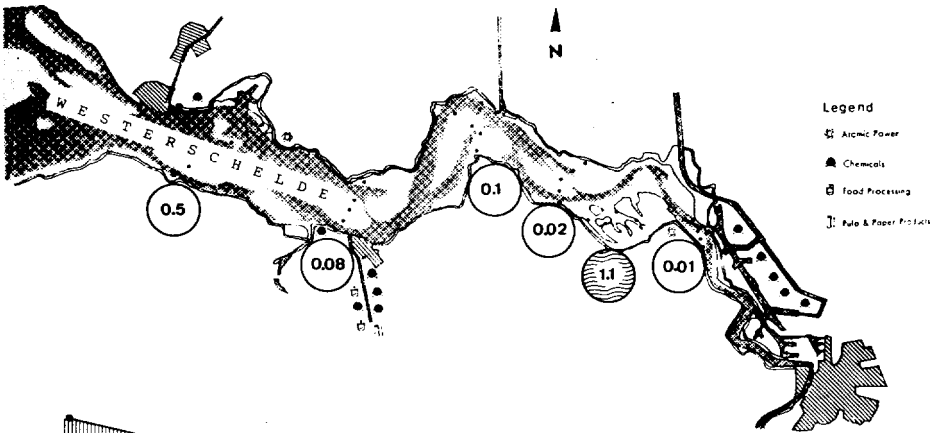 N
WESTERSCHELDE
Legend
Atomic Power
Chemicals
Food Processing
Pulp & Paper Products
0.5
0.08
0.1
0.02
1.1
0.01